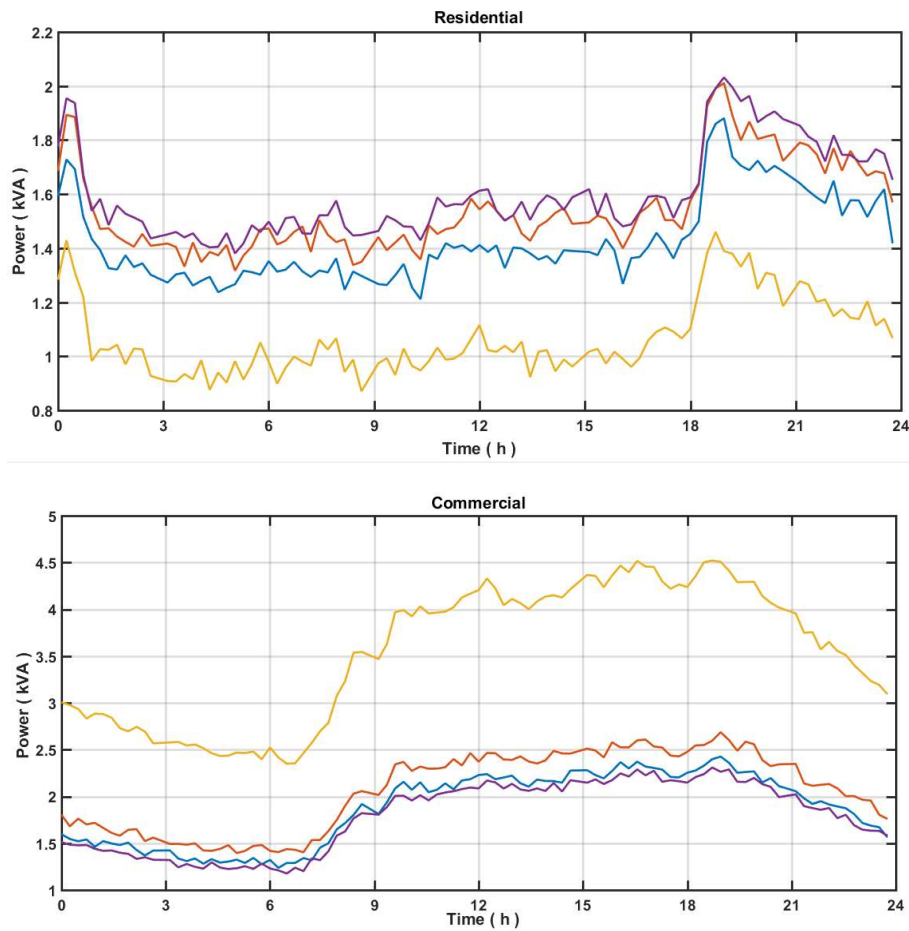 Residential
2.2
2
1.8
1.6
1.4
1.2
1
0.8
Power ( kVA )
0 3 6 9 12 15 18 21 24
Time ( h )
Commercial
5
4.5
4
3.5
3
2.5
2
1.5
1
Power ( kVA )
0 3 6 9 12 15 18 21 24
Time ( h )